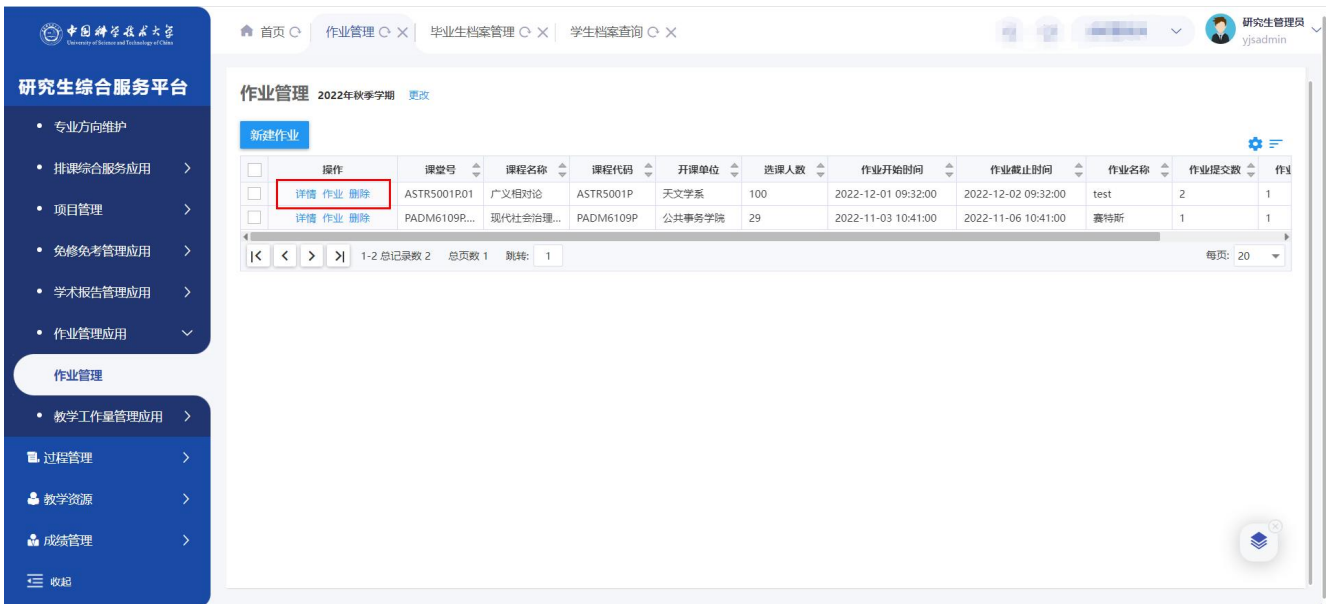 中国科学技术大学
University of Science and Technology of China
首页 作业管理 毕业生档案管理 学生档案查询
研究生管理员
yjsadmin
研究生综合服务平台
专业方向维护
排课综合服务应用
项目管理
免修免考管理应用
学术报告管理应用
作业管理应用
作业管理
教学工作量管理应用
过程管理
教学资源
成绩管理
收起
作业管理 2022年秋季学期 更改
新建作业
操作 课堂号 课程名称 课程代码 开课单位 选课人数 作业开始时间 作业截止时间 作业名称 作业提交数
详情 作业 删除 ASTR5001P.01 广义相对论 ASTR5001P 天文学系 100 2022-12-01 09:32:00 2022-12-02 09:32:00 test 2 1
详情 作业 删除 PADM6109P.... 现代社会治理... PADM6109P 公共事务学院 29 2022-11-03 10:41:00 2022-11-06 10:41:00 赛特斯 1 1
1-2 总记录数 2 总页数 1 跳转: 1 每页: 20